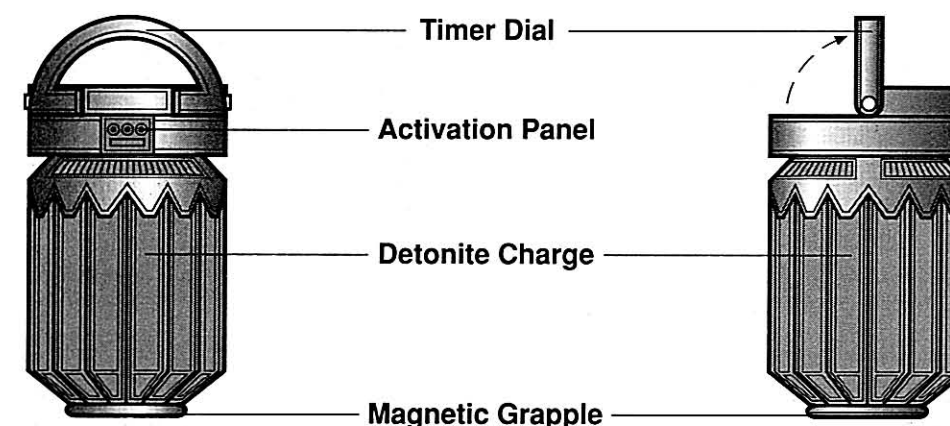 Timer Dial
Activation Panel
Detonite Charge
Magnetic Grapple